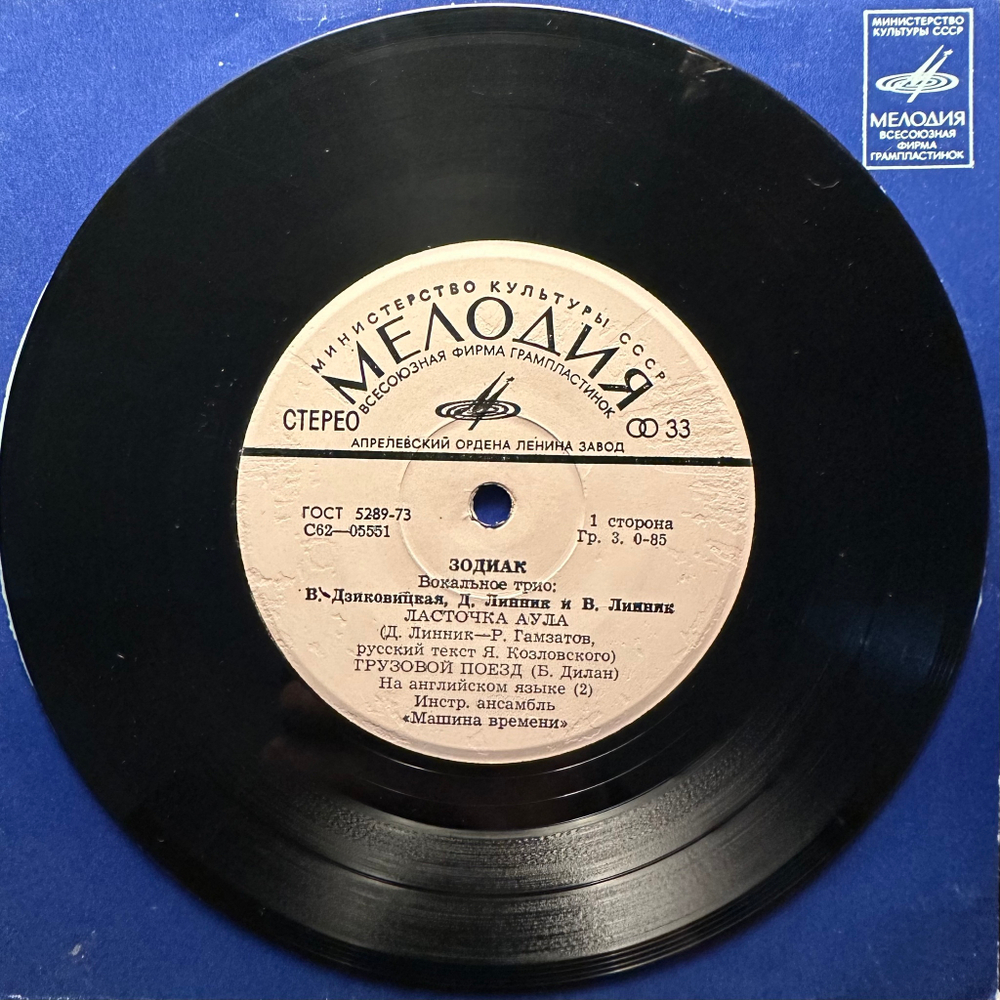 МИНИСТЕРСТВО
КУЛЬТУРЫ СССР
МЕЛОДИЯ
ВСЕСОЮЗНАЯ
ФИРМА
ГРАМПЛАСТИНОК
МИНИСТЕРСТВО КУЛЬТУРЫ СССР
МЕЛОДИЯ
ВСЕСОЮЗНАЯ ФИРМА ГРАМПЛАСТИНОК
СТЕРЕО
33
АПРЕЛЕВСКИЙ ОРДЕНА ЛЕНИНА ЗАВОД
ГОСТ 5289-73
С62—05551
1 сторона
Гр. 3. 0-85
ЗОДИАК
Вокальное трио:
В. Дзиковицкая, Д. Линник и В. Линник
ЛАСТОЧКА АУЛА
(Д. Линник—Р. Гамзатов,
русский текст Я. Козловского)
ГРУЗОВОЙ ПОЕЗД (Б. Дилан)
На английском языке (2)
Инстр. ансамбль
«Машина времени»